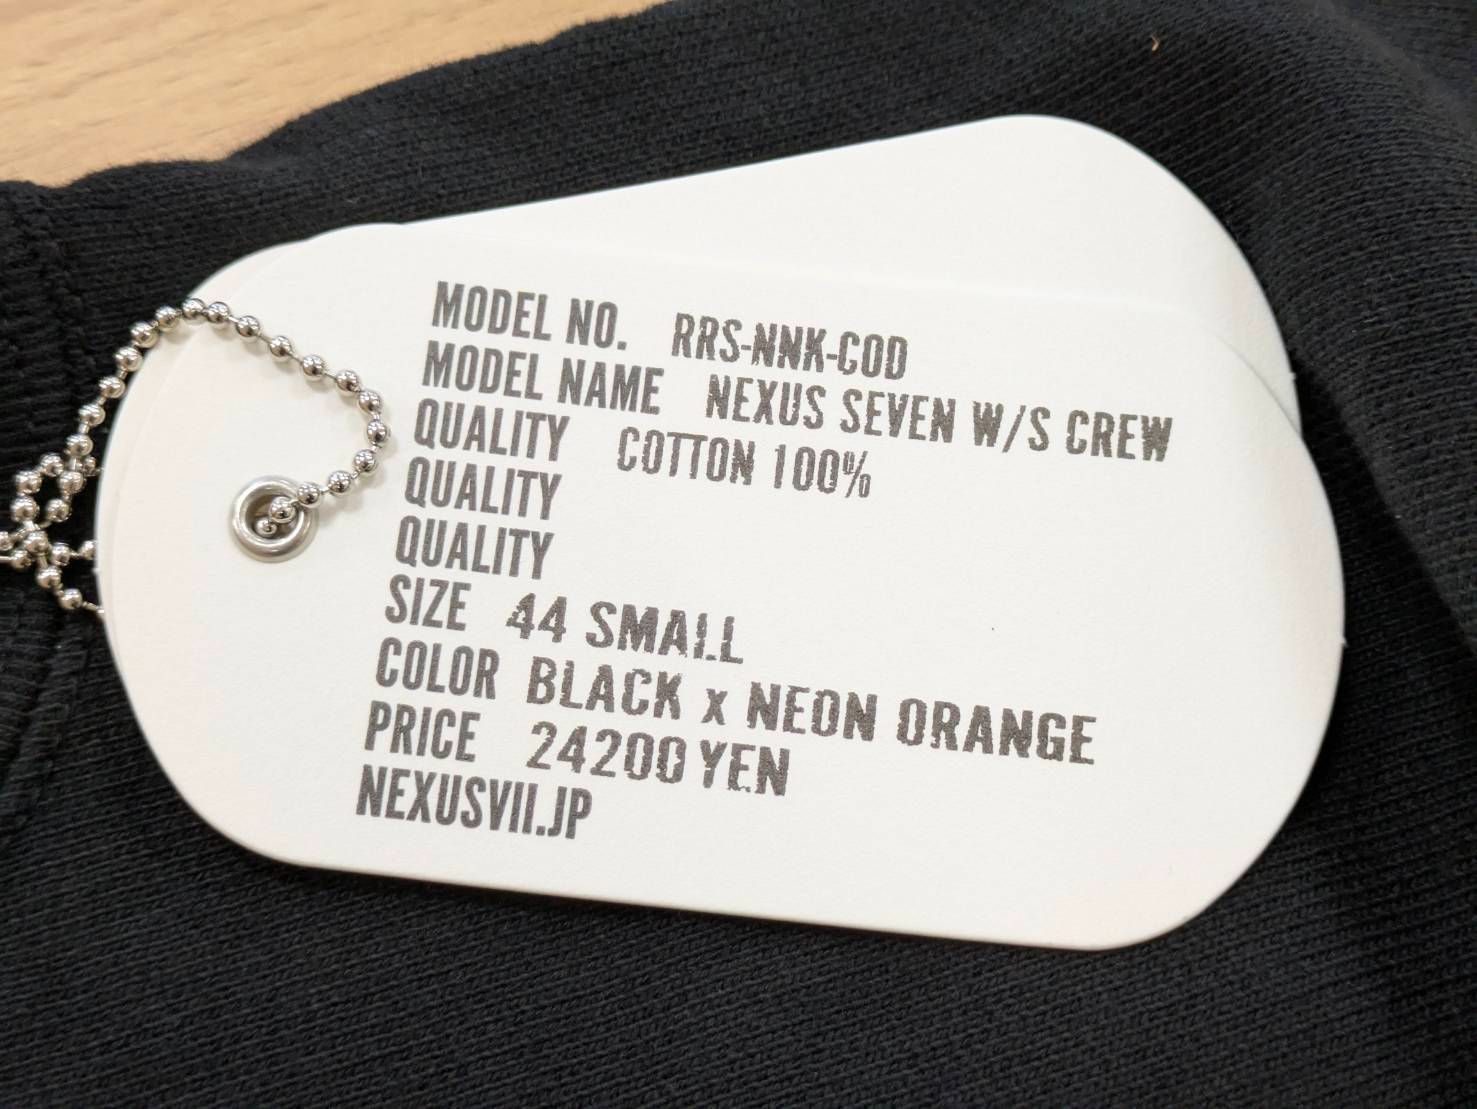 MODEL NO. RRS-NNK-COD
MODEL NAME NEXUS SEVEN W/S CREW
QUALITY COTTON 100%
QUALITY
QUALITY
SIZE 44 SMALL
COLOR BLACK x NEON ORANGE
PRICE 24200 YEN
NEXUSVII.JP